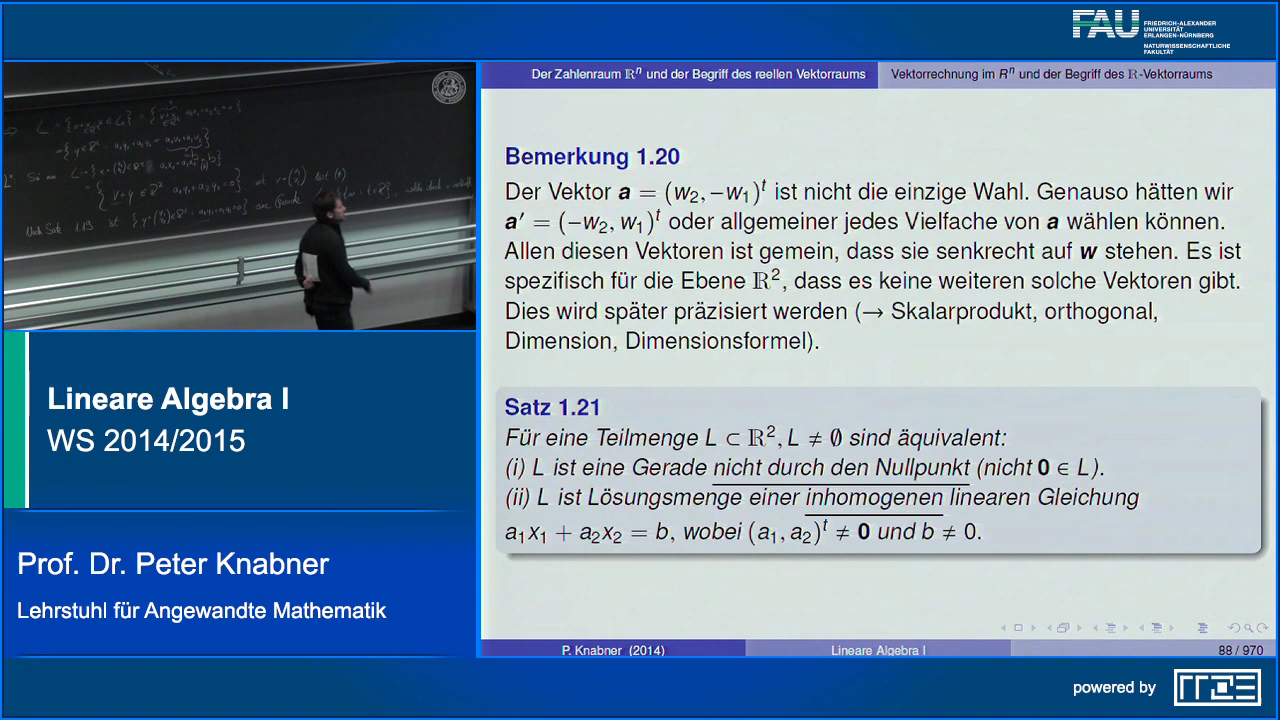 FAU FRIEDRICH-ALEXANDER
UNIVERSITÄT
ERLANGEN-NÜRNBERG
NATURWISSENSCHAFTLICHE
FAKULTÄT
Der Zahlenraum ℝⁿ und der Begriff des reellen Vektorraums
Vektorrechnung im Rⁿ und der Begriff des ℝ-Vektorraums
Bemerkung 1.20
Der Vektor a = (w₂, −w₁)ᵗ ist nicht die einzige Wahl. Genauso hätten wir
a′ = (−w₂, w₁)ᵗ oder allgemeiner jedes Vielfache von a wählen können.
Allen diesen Vektoren ist gemein, dass sie senkrecht auf w stehen. Es ist
spezifisch für die Ebene ℝ², dass es keine weiteren solche Vektoren gibt.
Dies wird später präzisiert werden (→ Skalarprodukt, orthogonal,
Dimension, Dimensionsformel).
Satz 1.21
Für eine Teilmenge L ⊂ ℝ², L ≠ ∅ sind äquivalent:
(i) L ist eine Gerade nicht durch den Nullpunkt (nicht 0 ∈ L).
(ii) L ist Lösungsmenge einer inhomogenen linearen Gleichung
a₁x₁ + a₂x₂ = b, wobei (a₁, a₂)ᵗ ≠ 0 und b ≠ 0.
P. Knabner (2014)
Lineare Algebra I
88 / 970
Lineare Algebra I
WS 2014/2015
Prof. Dr. Peter Knabner
Lehrstuhl für Angewandte Mathematik
powered by